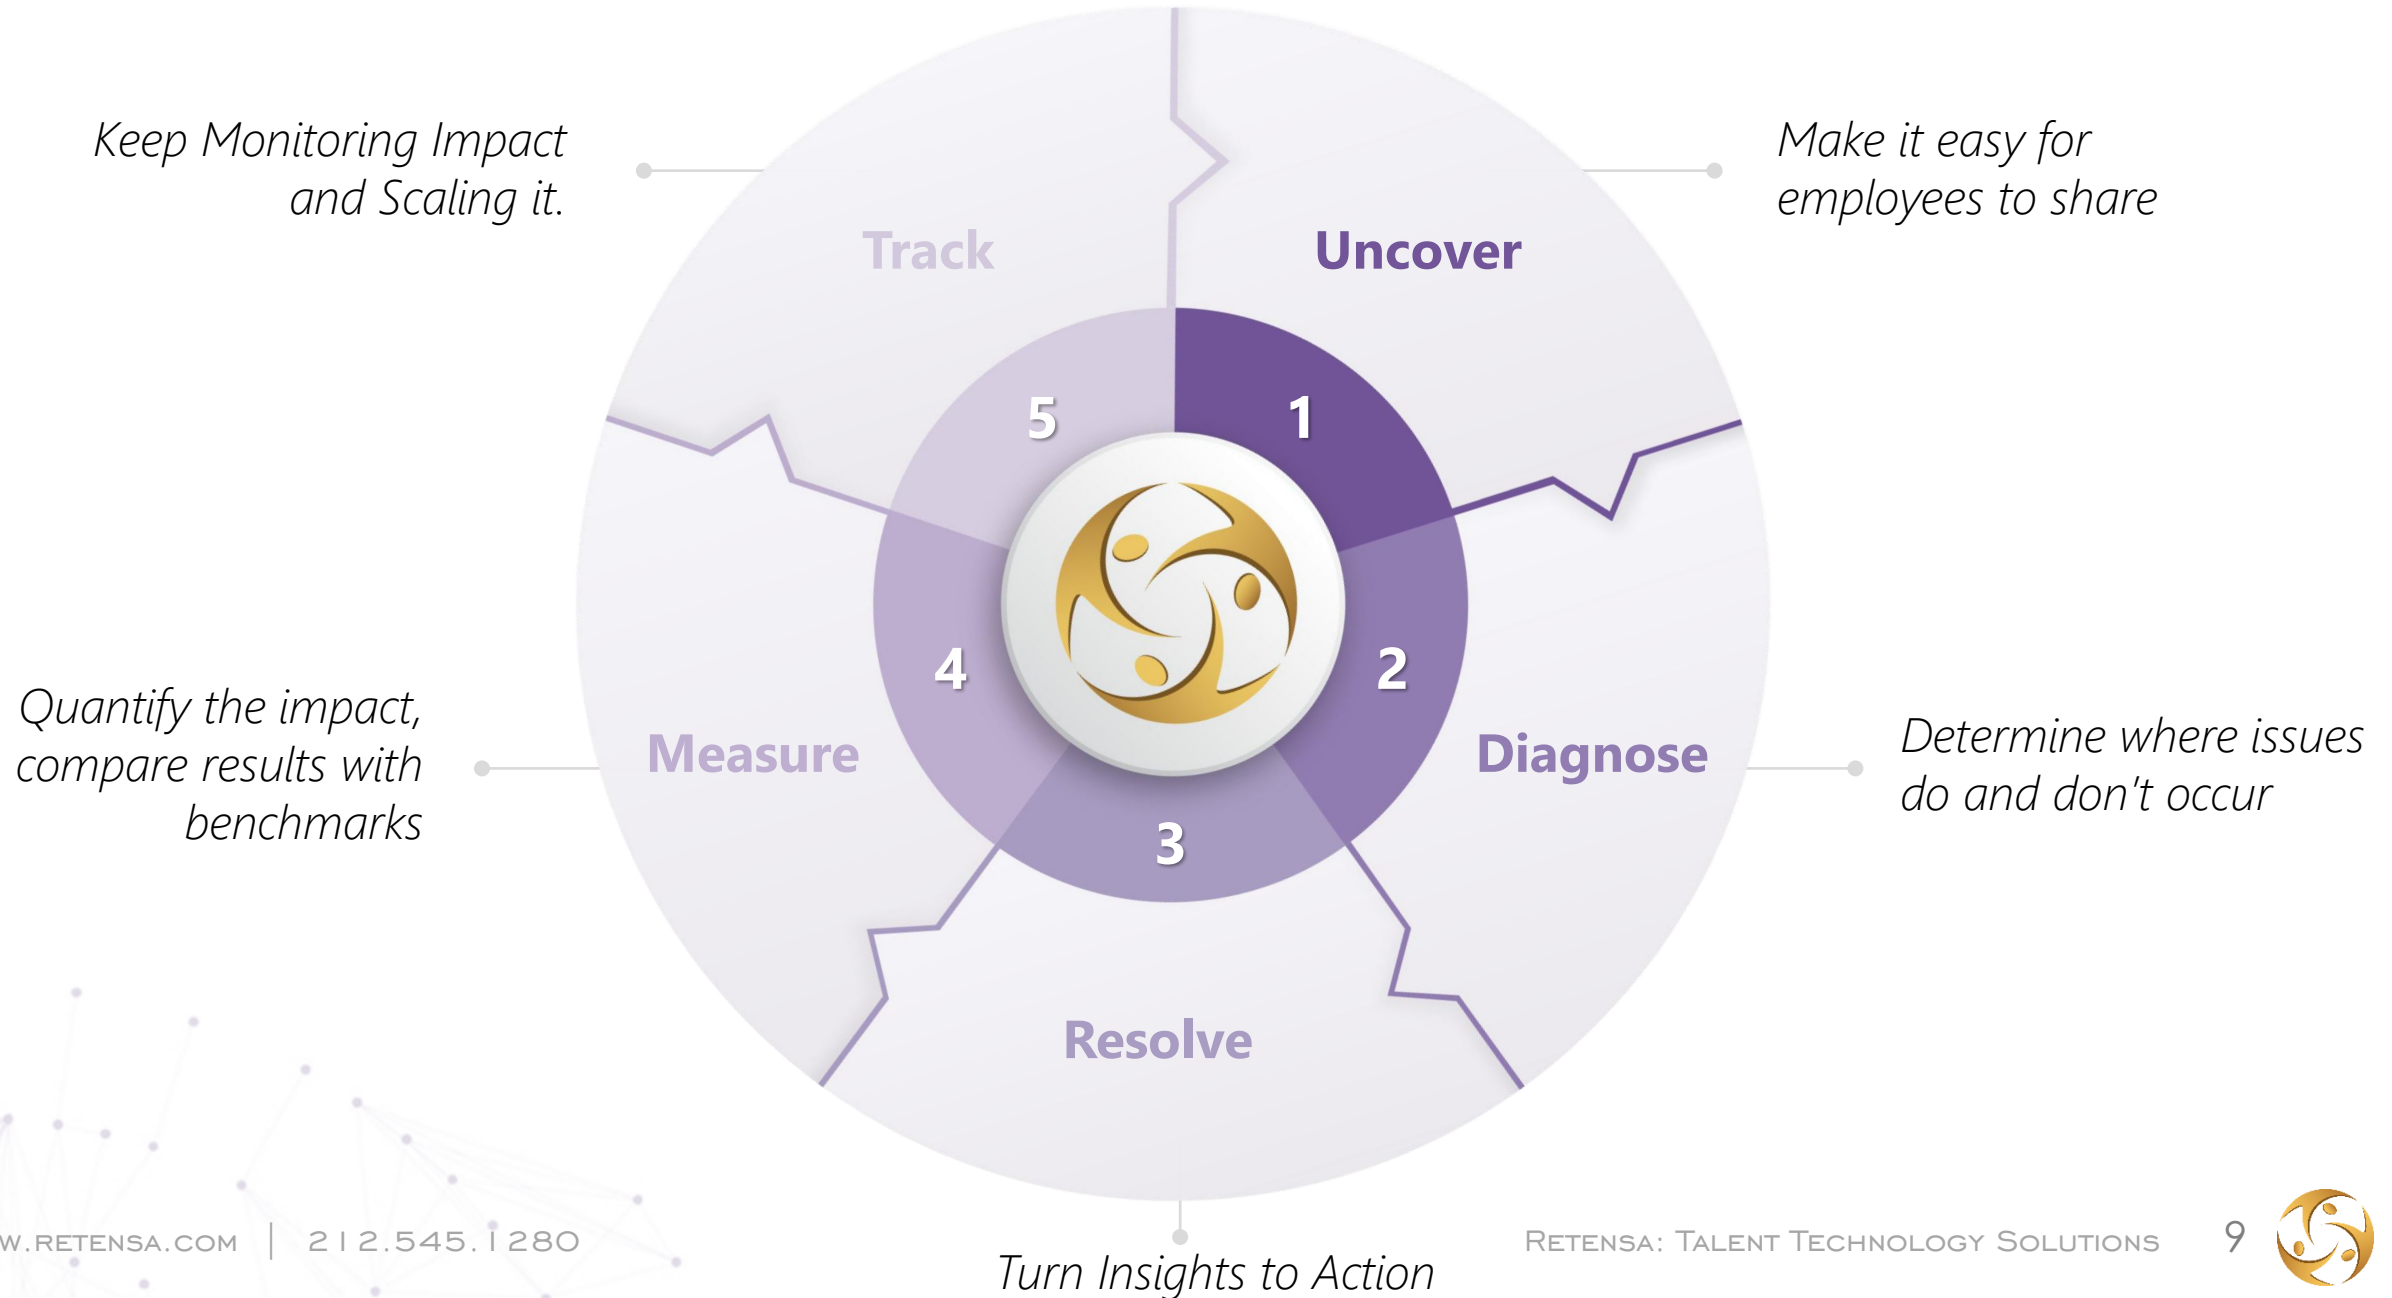 Keep Monitoring Impact
and Scaling it.
Make it easy for
employees to share
Track
Uncover
5
1
4
2
3
Measure
Diagnose
Resolve
Quantify the impact,
compare results with
benchmarks
Determine where issues
do and don't occur
Turn Insights to Action
W.RETENSA.COM | 212.545.1280
RETENSA: TALENT TECHNOLOGY SOLUTIONS 9